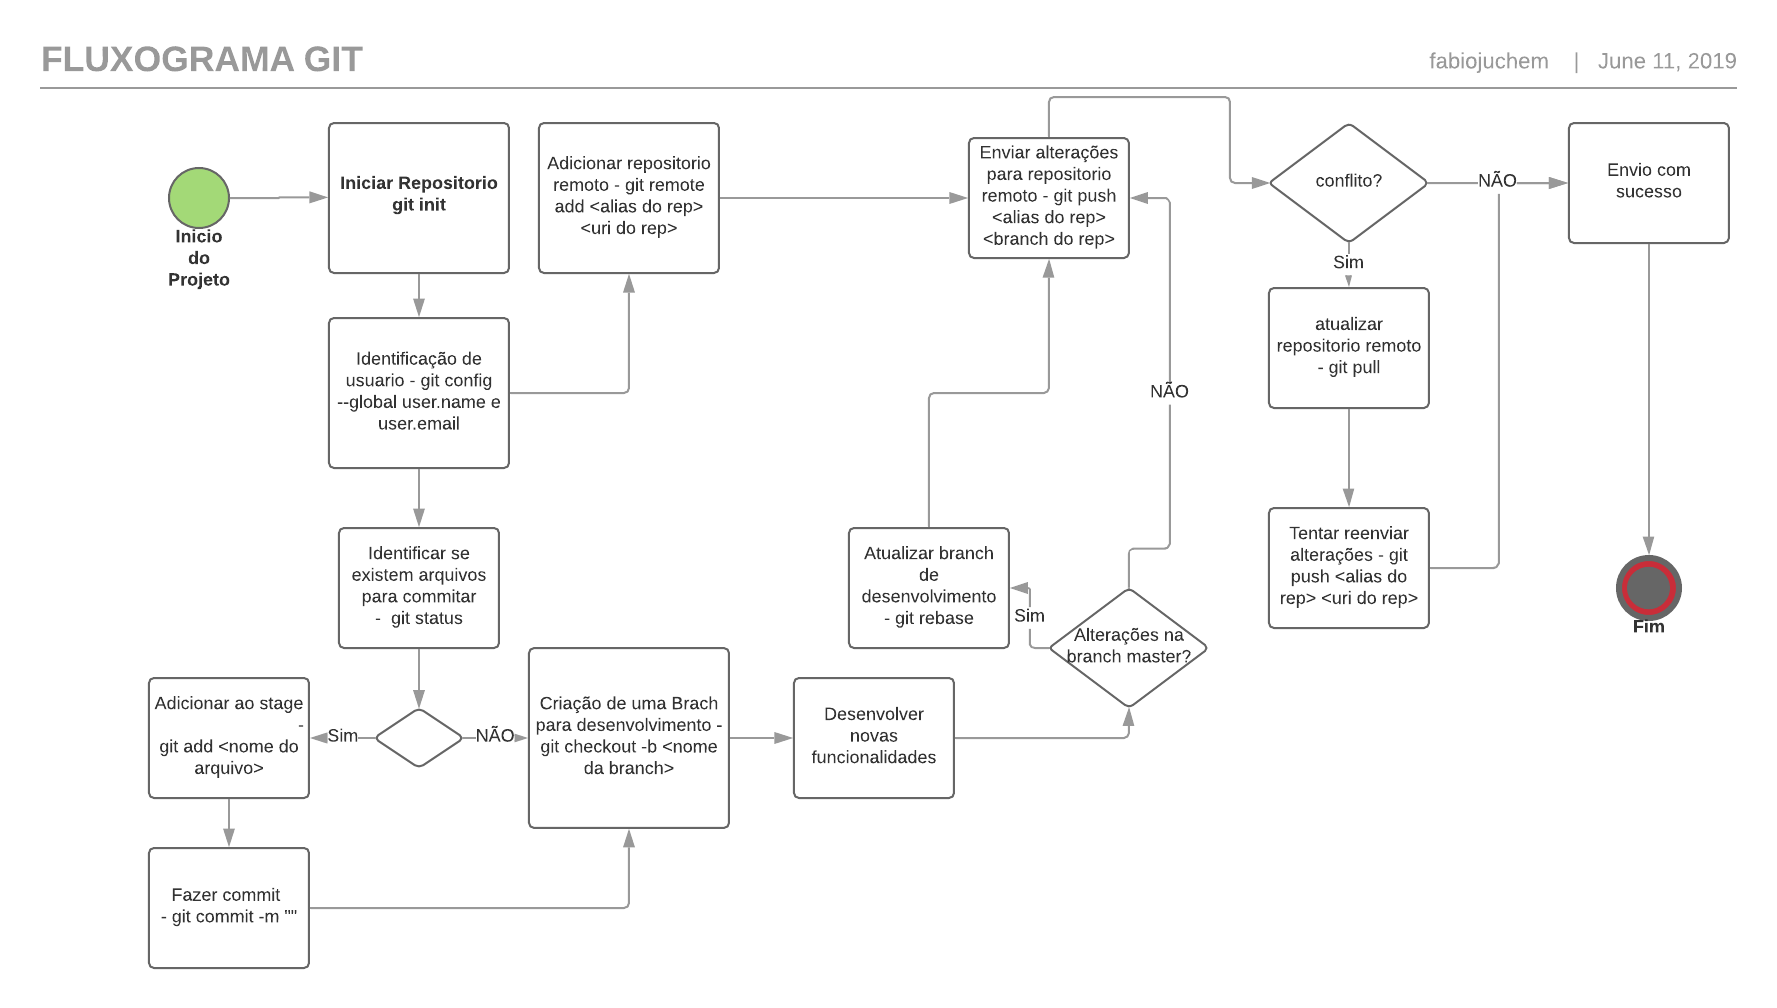 FLUXOGRAMA GIT
fabiojuchem | June 11, 2019
Inicio
do
Projeto
Iniciar Repositorio
git init
Adicionar repositorio
remoto - git remote
add <alias do rep>
<uri do rep>
Enviar alterações
para repositorio
remoto - git push
<alias do rep>
<branch do rep>
conflito?
NÃO
Envio com
sucesso
Sim
atualizar
repositorio remoto
- git pull
Identificação de
usuario - git config
--global user.name e
user.email
NÃO
Identificar se
existem arquivos
para commitar
- git status
Atualizar branch
de
desenvolvimento
- git rebase
Sim
Alterações na
branch master?
Tentar reenviar
alterações - git
push <alias do
rep> <uri do rep>
Fim
Adicionar ao stage
-
git add <nome do
arquivo>
Sim
NÃO
Criação de uma Brach
para desenvolvimento -
git checkout -b <nome
da branch>
Desenvolver
novas
funcionalidades
Fazer commit
- git commit -m ""